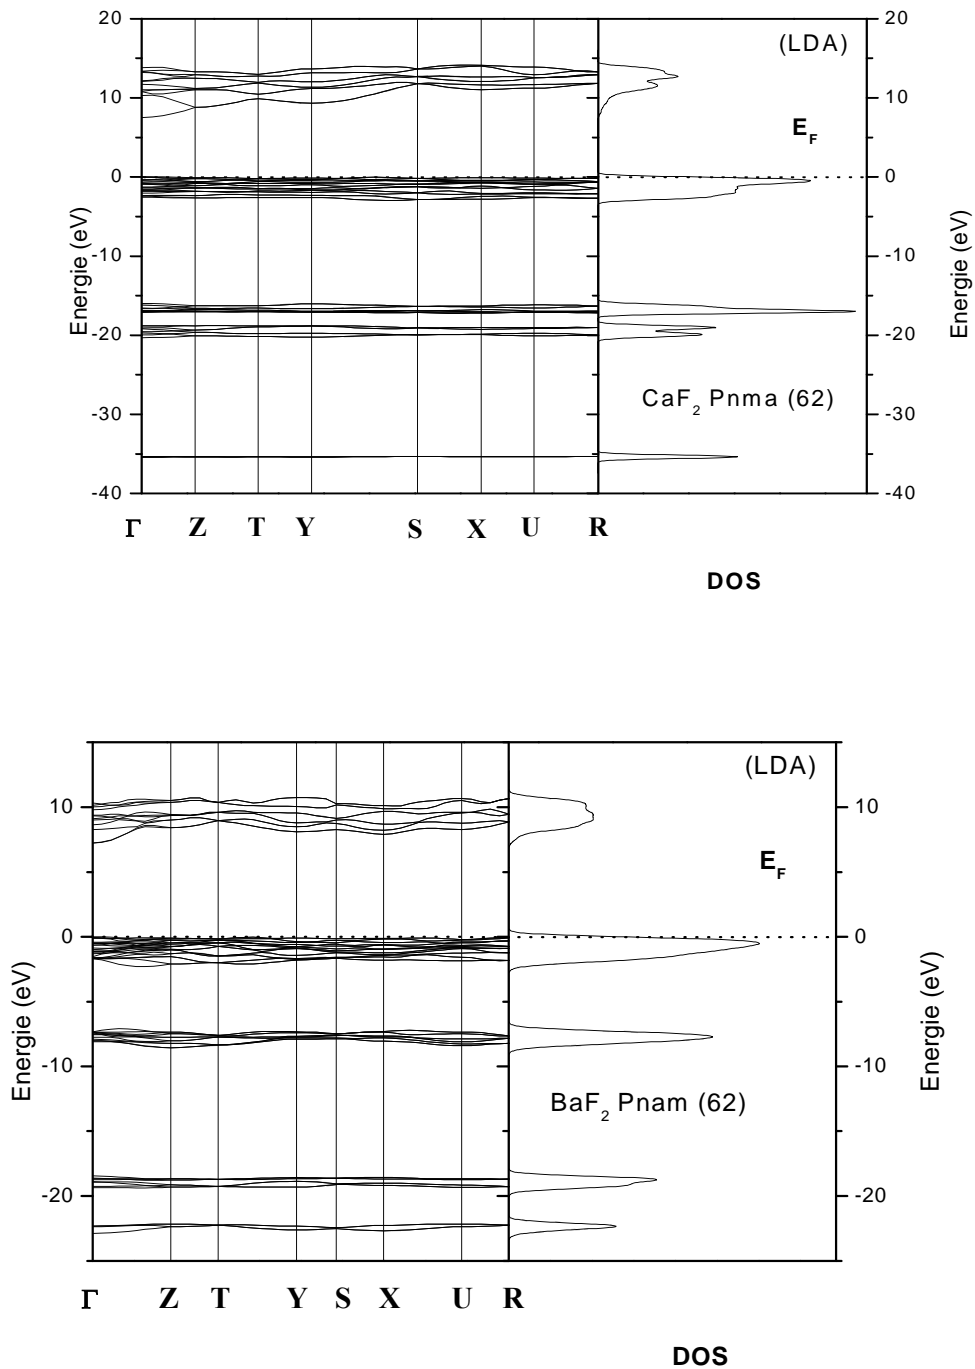 20
20
(LDA)
10
10
E_F
0
0
Energie (eV)
Energie (eV)
-10
-10
-20
-20
CaF₂ Pnma (62)
-30
-30
-40
-40
Γ Z T Y S X U R
DOS
(LDA)
10
10
E_F
0
0
Energie (eV)
Energie (eV)
-10
-10
BaF₂ Pnam (62)
-20
-20
Γ Z T Y S X U R
DOS